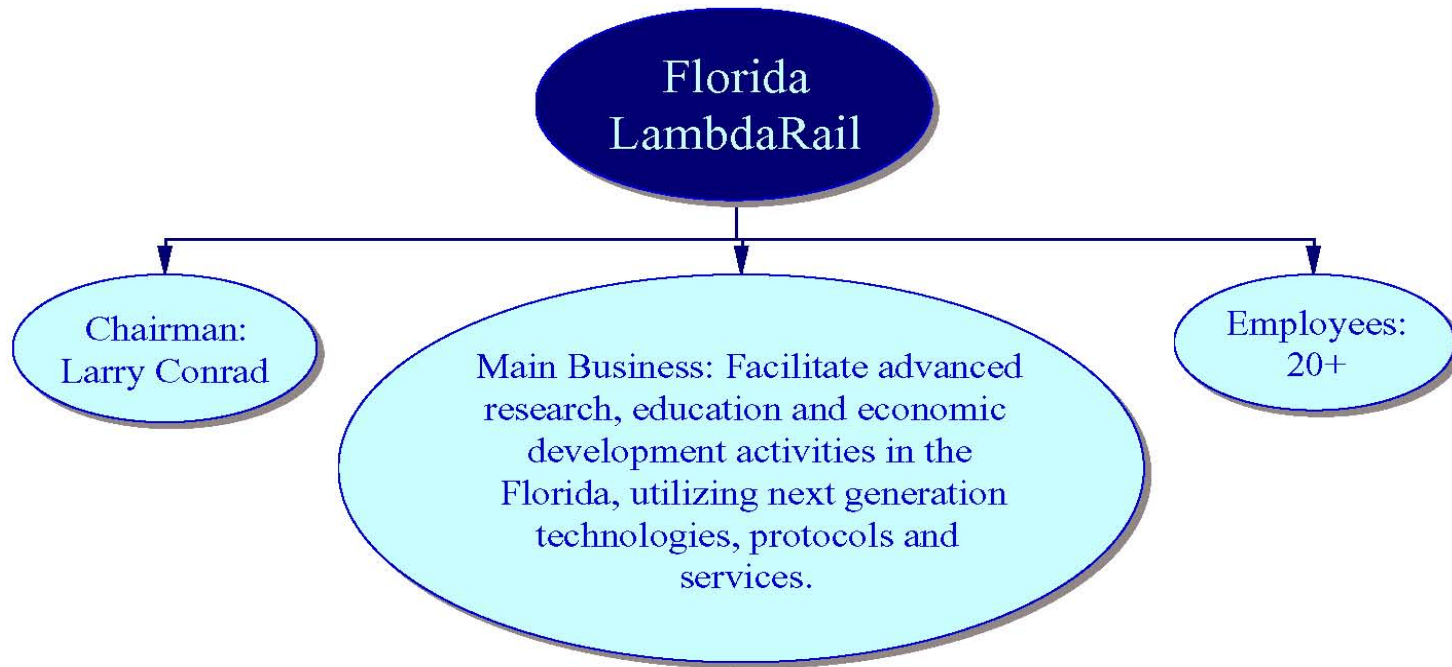 Florida
LambdaRail
Chairman:
Larry Conrad
Main Business: Facilitate advanced
research, education and economic
development activities in the
Florida, utilizing next generation
technologies, protocols and
services.
Employees:
20+